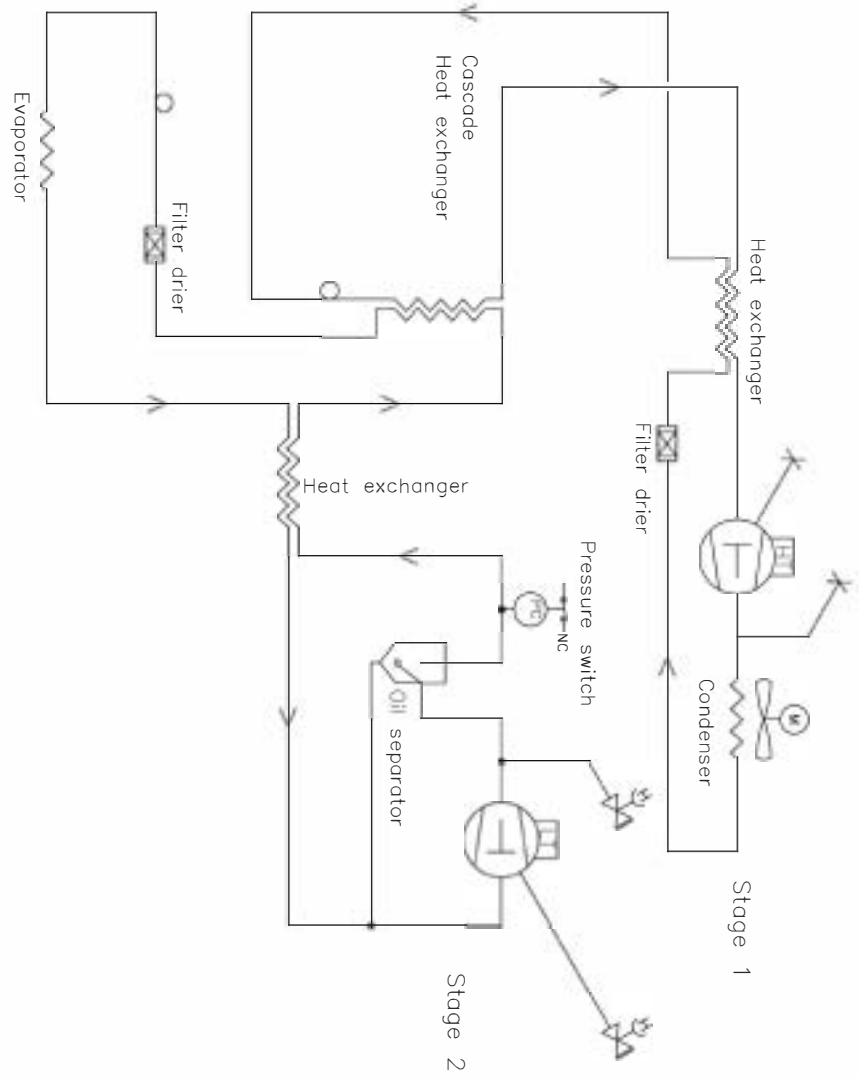 Stage 1
Condenser
M
Heat exchanger
Filter drier
Stage 2
Pressure switch
NC
Oil separator
Heat exchanger
Cascade
Heat exchanger
Filter drier
Evaporator